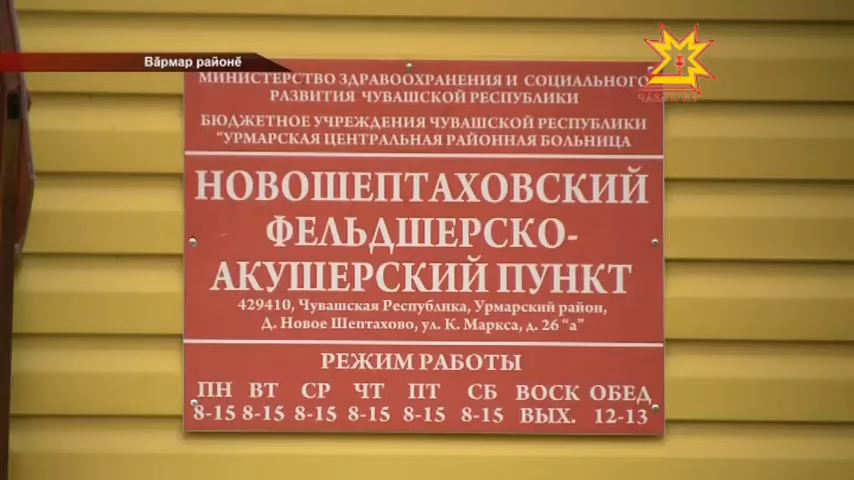 Вӑрмар районӗ
МИНИСТЕРСТВО ЗДРАВООХРАНЕНИЯ И СОЦИАЛЬНОГО
РАЗВИТИЯ ЧУВАШСКОЙ РЕСПУБЛИКИ
БЮДЖЕТНОЕ УЧРЕЖДЕНИЯ ЧУВАШСКОЙ РЕСПУБЛИКИ
“УРМАРСКАЯ ЦЕНТРАЛЬНАЯ РАЙОННАЯ БОЛЬНИЦА
НОВОШЕПТАХОВСКИЙ
ФЕЛЬДШЕРСКО-
АКУШЕРСКИЙ ПУНКТ
429410, Чувашская Республика, Урмарский район,
Д. Новое Шептахово, ул. К. Маркса, д. 26 “а”
РЕЖИМ РАБОТЫ
ПН ВТ СР ЧТ ПТ СБ ВОСК ОБЕД
8-15 8-15 8-15 8-15 8-15 8-15 ВЫХ. 12-13